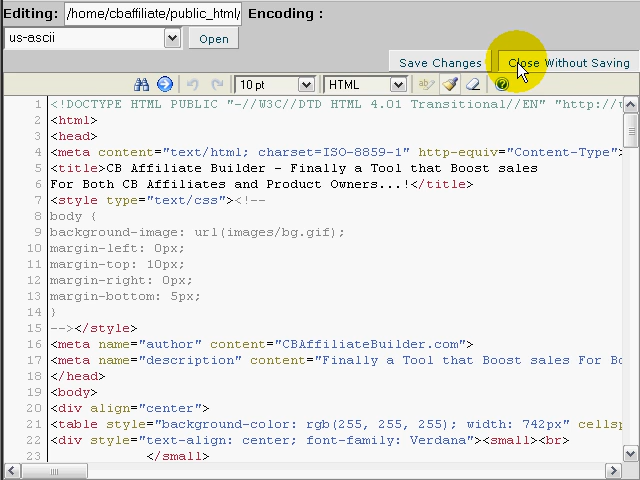 Editing: /home/cbaffiliate/public_html/ Encoding :
us-ascii Open
Save Changes Close Without Saving
10 pt HTML
1 <!DOCTYPE HTML PUBLIC "-//W3C//DTD HTML 4.01 Transitional//EN" "http://
2 <html>
3 <head>
4 <meta content="text/html; charset=ISO-8859-1" http-equiv="Content-Type">
5 <title>CB Affiliate Builder - Finally a Tool that Boost sales
6 For Both CB Affiliates and Product Owners...!</title>
7 <style type="text/css"><!--
8 body {
9 background-image: url(images/bg.gif);
10 margin-left: 0px;
11 margin-top: 10px;
12 margin-right: 0px;
13 margin-bottom: 5px;
14 }
15 --></style>
16 <meta name="author" content="CBAffiliateBuilder.com">
17 <meta name="description" content="Finally a Tool that Boost sales For Bo
18 </head>
19 <body>
20 <div align="center">
21 <table style="background-color: rgb(255, 255, 255); width: 742px" cellsp
22 <div style="text-align: center; font-family: Verdana"><small><br>
23 </small>